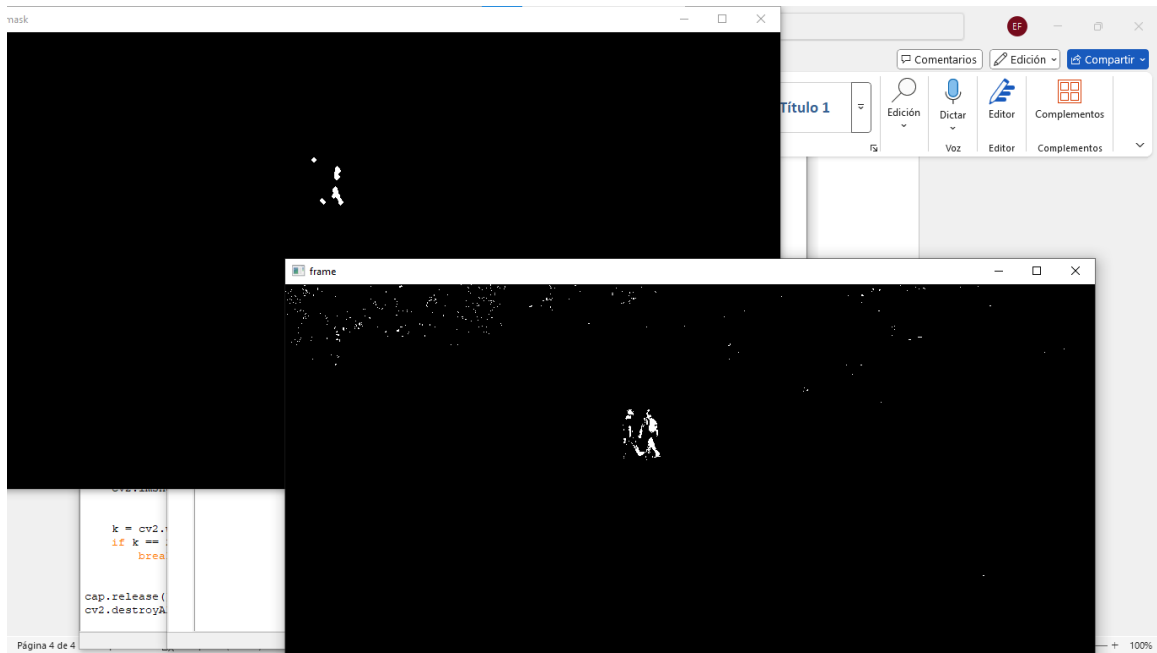 mask
EF
Comentarios
Edición
Compartir
Título 1
Edición
Dictar
Editor
Complementos
Voz
Editor
Complementos
frame
k = cv2.
if k ==
brea
cap.release(
cv2.destroyA
Página 4 de 4
100%